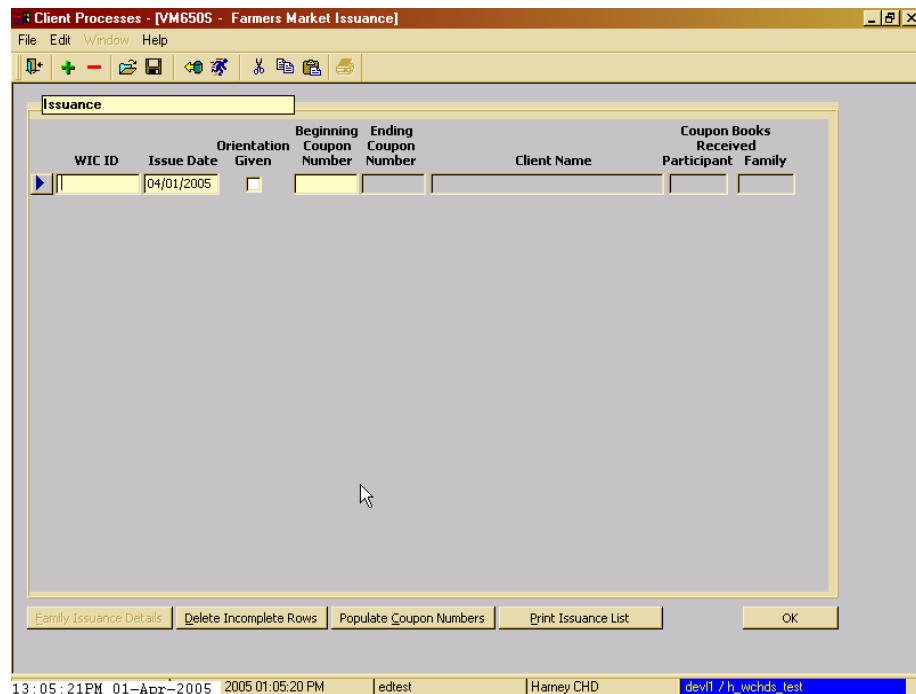 Client Processes - [VM650S - Farmers Market Issuance]
File Edit Window Help
Issuance
WIC ID Issue Date Orientation Given Beginning Coupon Number Ending Coupon Number Client Name Coupon Books Received Participant Family
04/01/2005
Family Issuance Details Delete Incomplete Rows Populate Coupon Numbers Print Issuance List OK
13:05:21PM 01-Apr-2005 2005 01:05:20 PM edtest Harney CHD devl1 / h_wchds_test